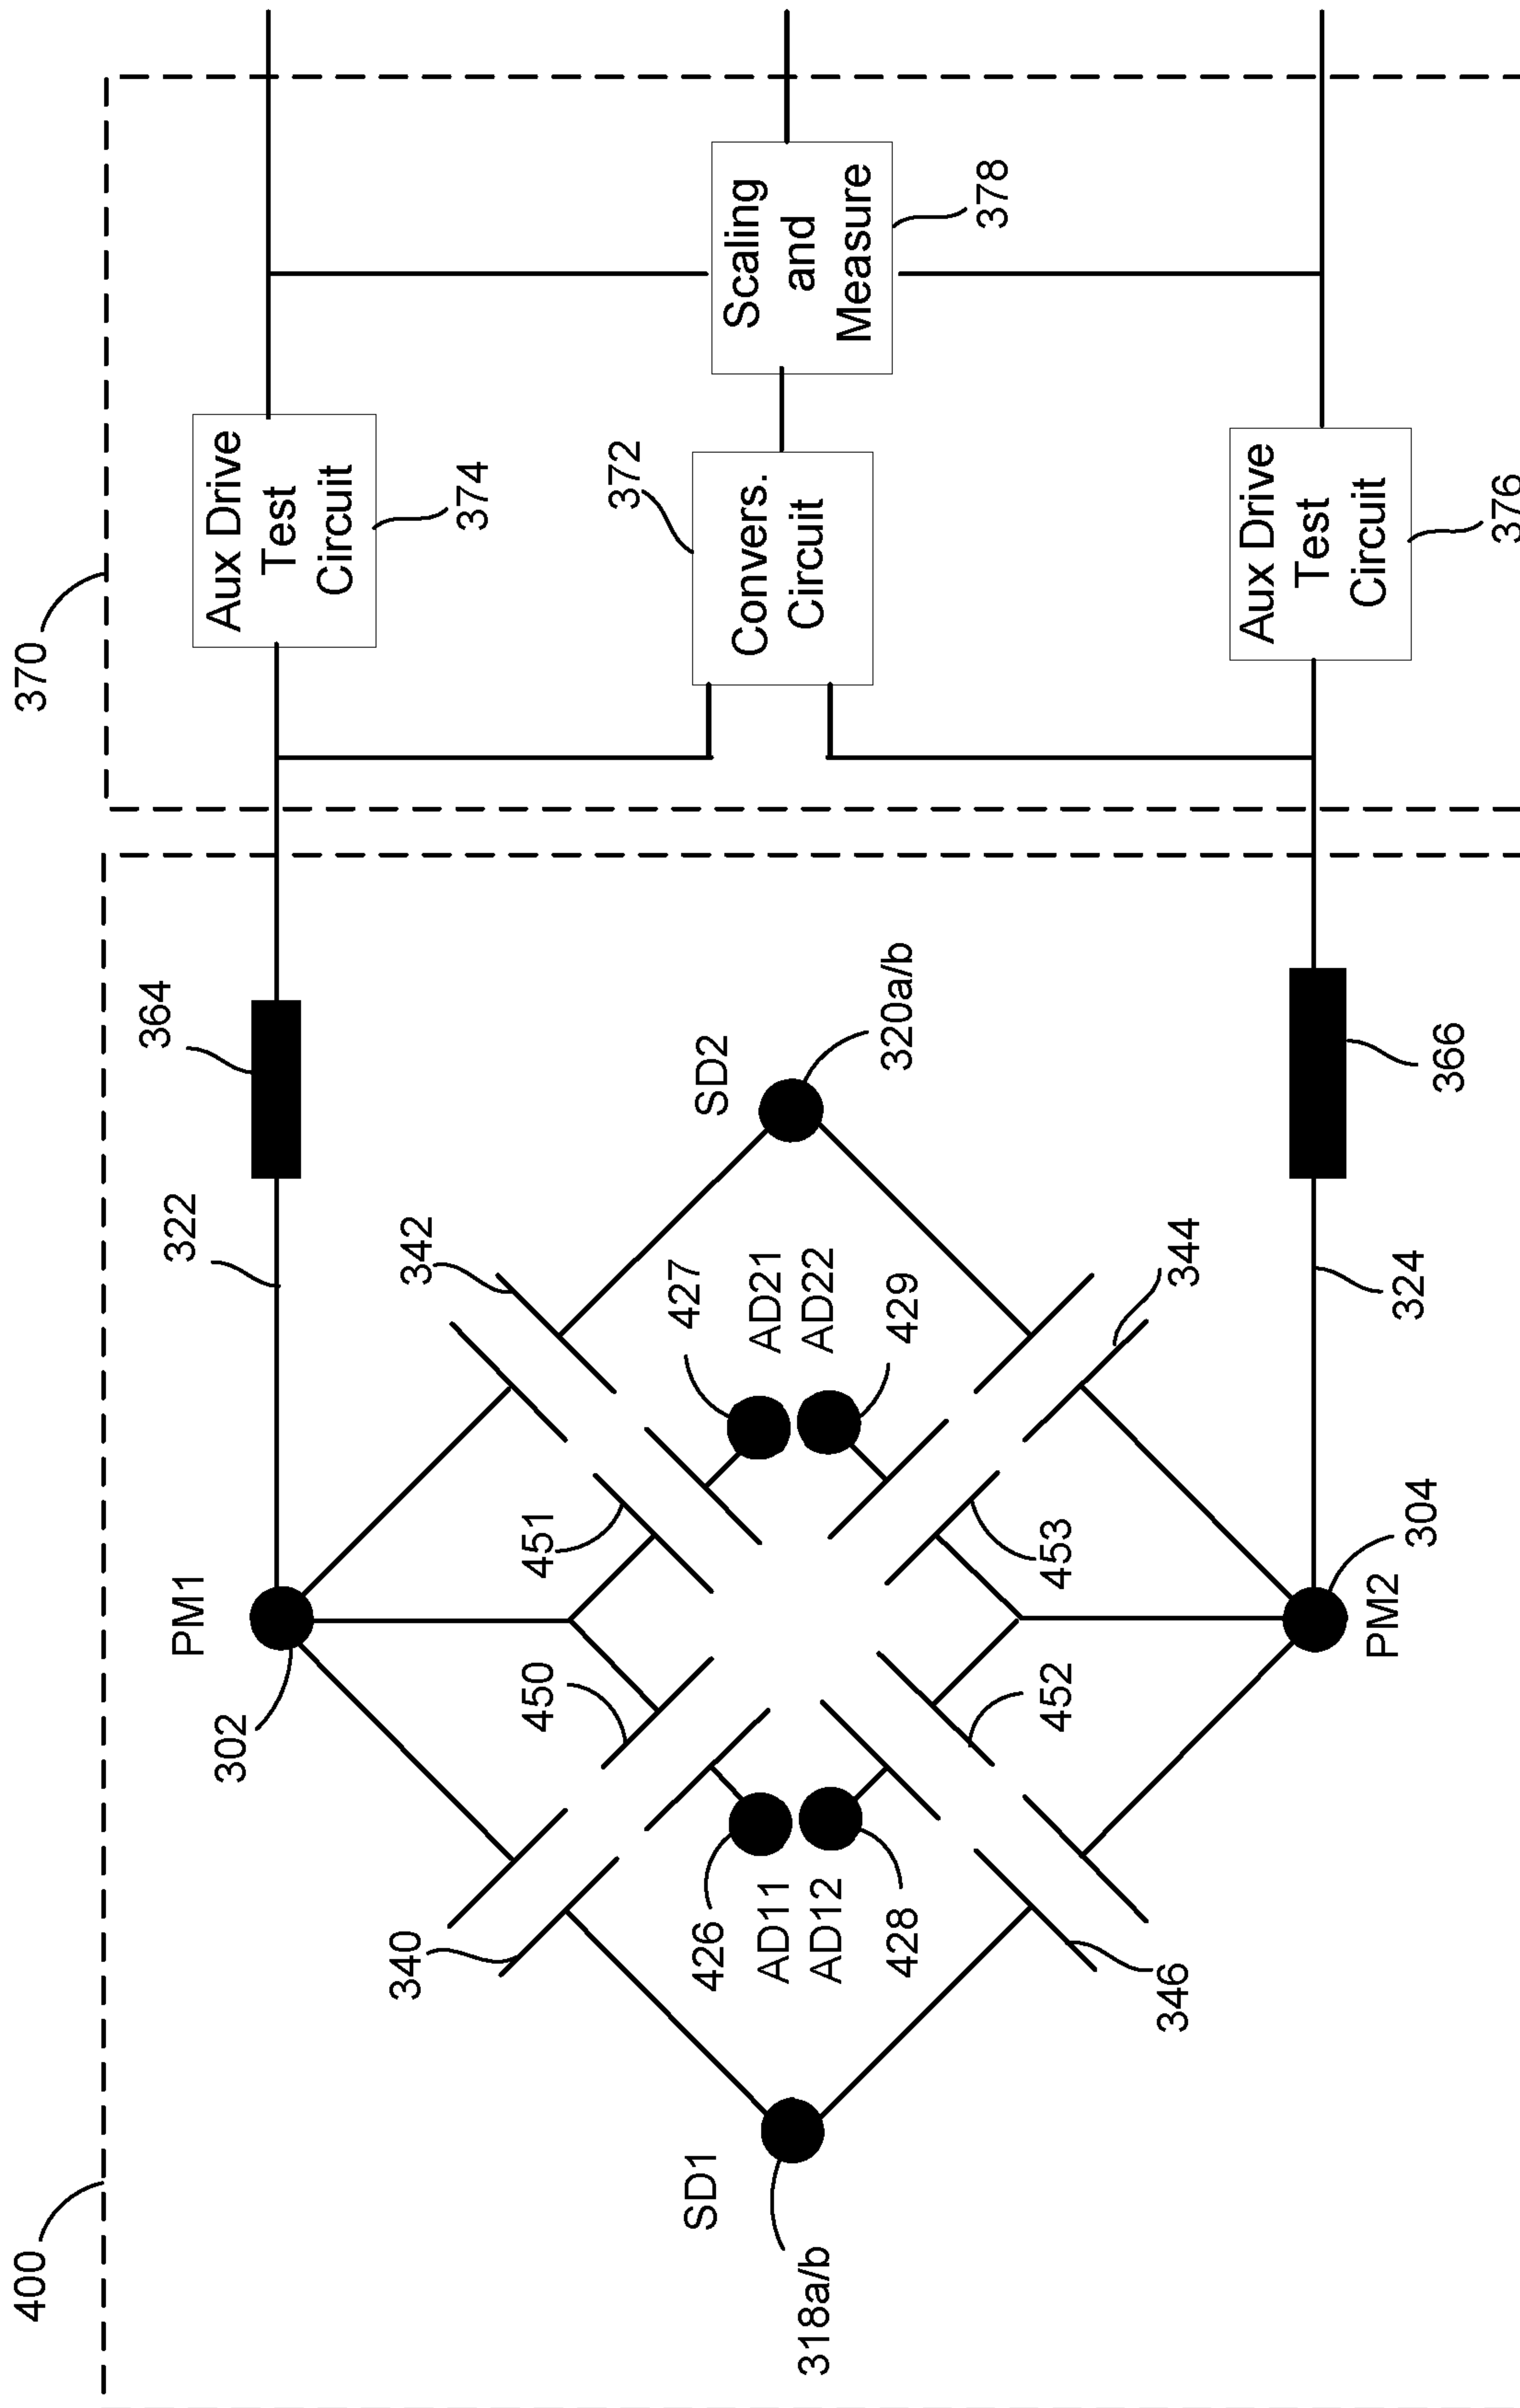 400
370
PM1
302
322
364
Aux Drive
Test
Circuit
374
340
450
451
342
372
Convers.
Circuit
Scaling
and
Measure
378
SD1
318a/b
426
AD11
AD12
428
427
AD21
AD22
429
SD2
320a/b
346
452
453
344
PM2
304
324
366
Aux Drive
Test
Circuit
376